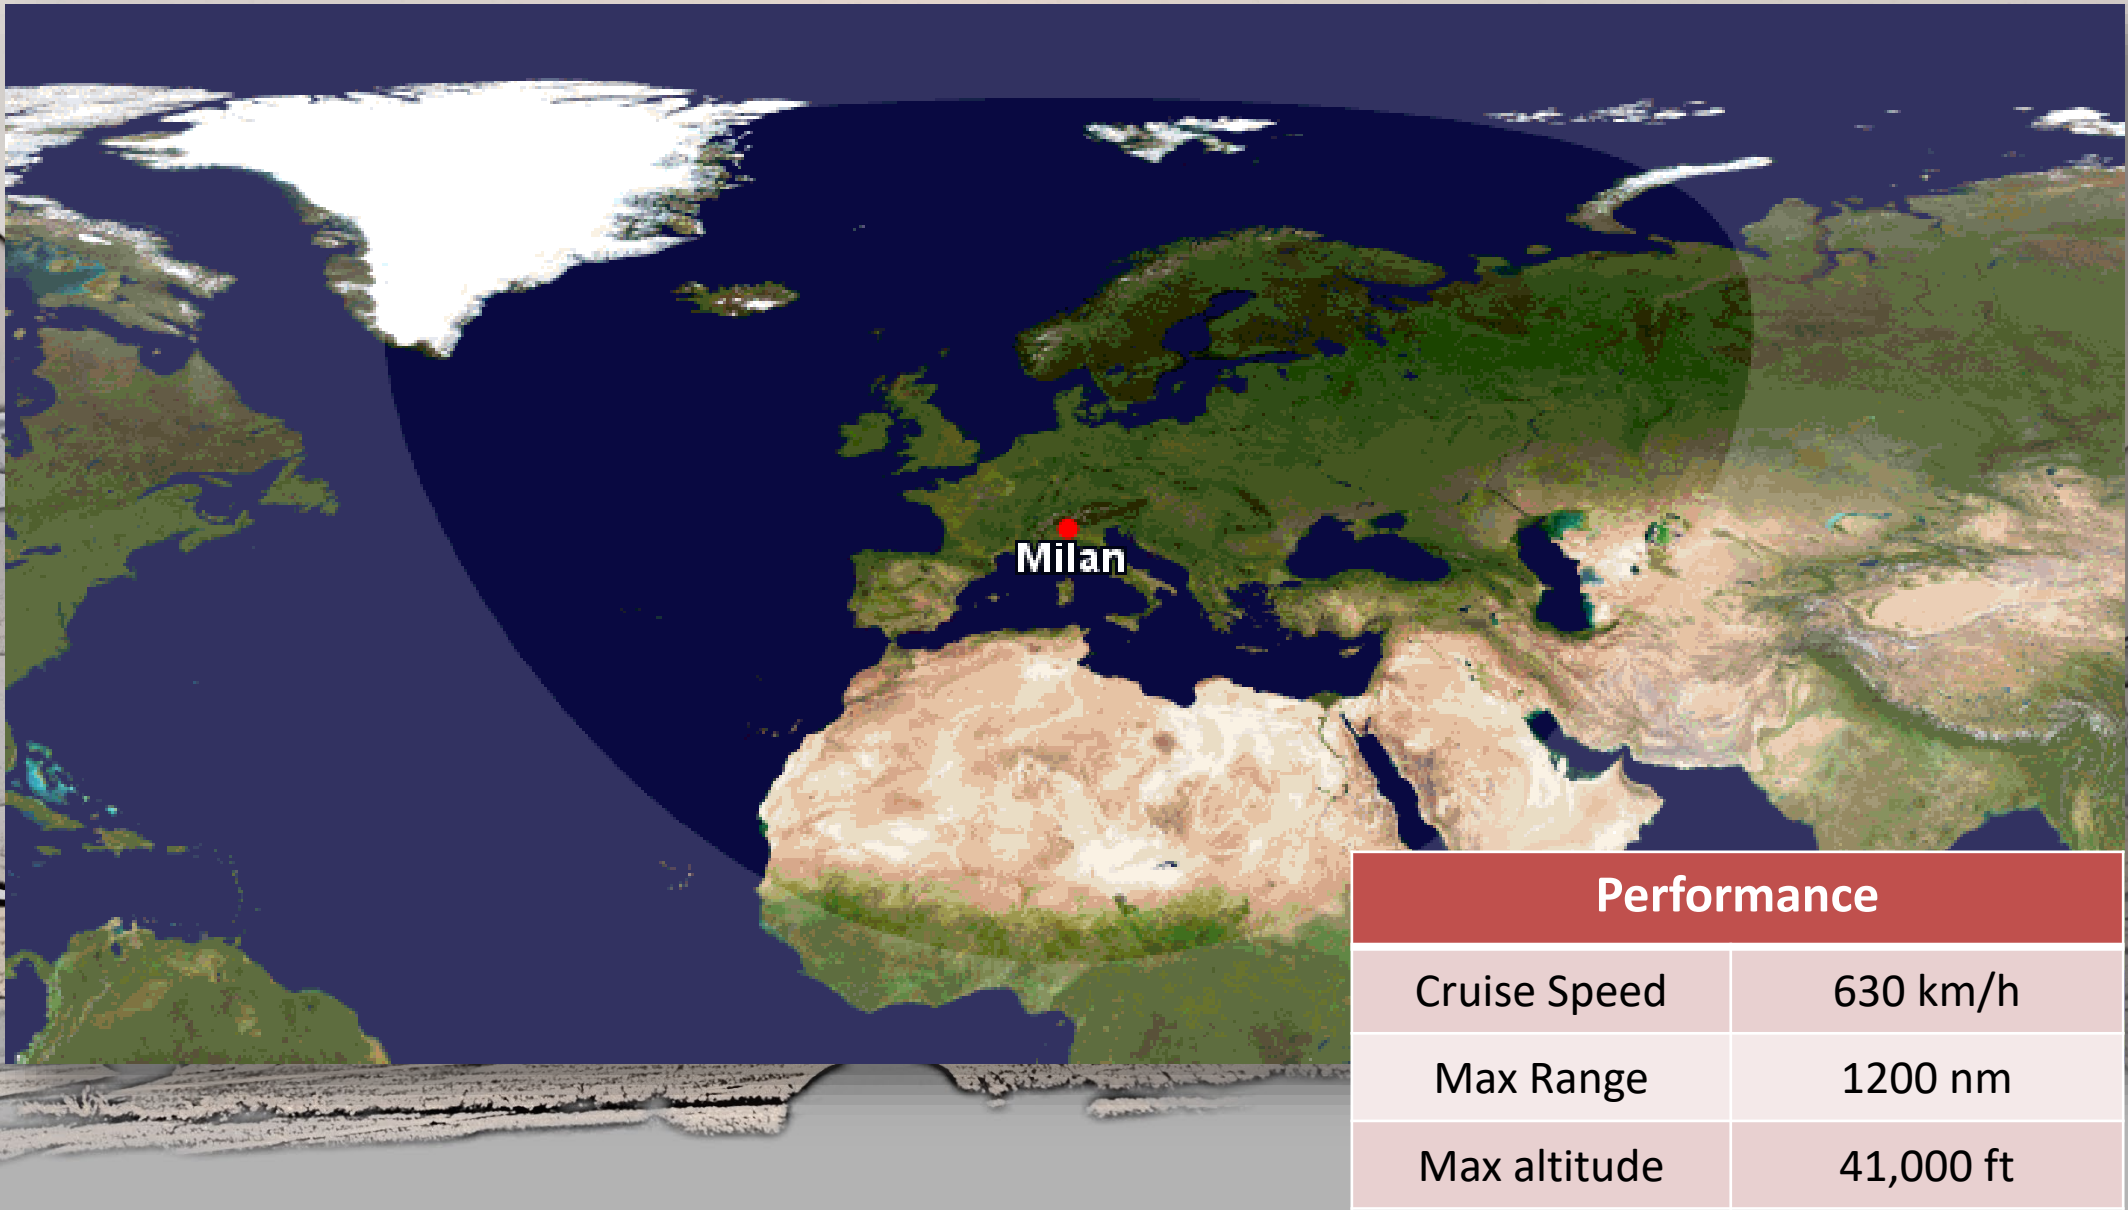 Milan
Performance
Cruise Speed 630 km/h
Max Range 1200 nm
Max altitude 41,000 ft